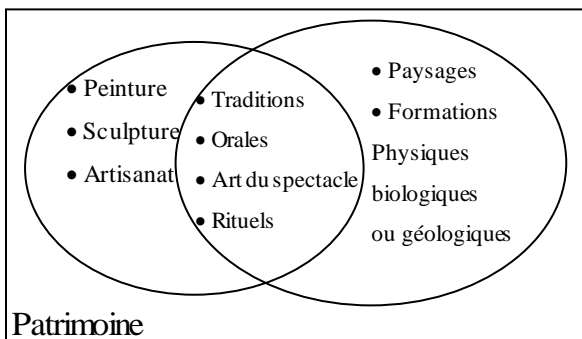 • Peinture
• Sculpture
• Artisanat
• Traditions
• Orales
• Art du spectacle
• Rituels
• Paysages
• Formations
Physiques
biologiques
ou géologiques
Patrimoine